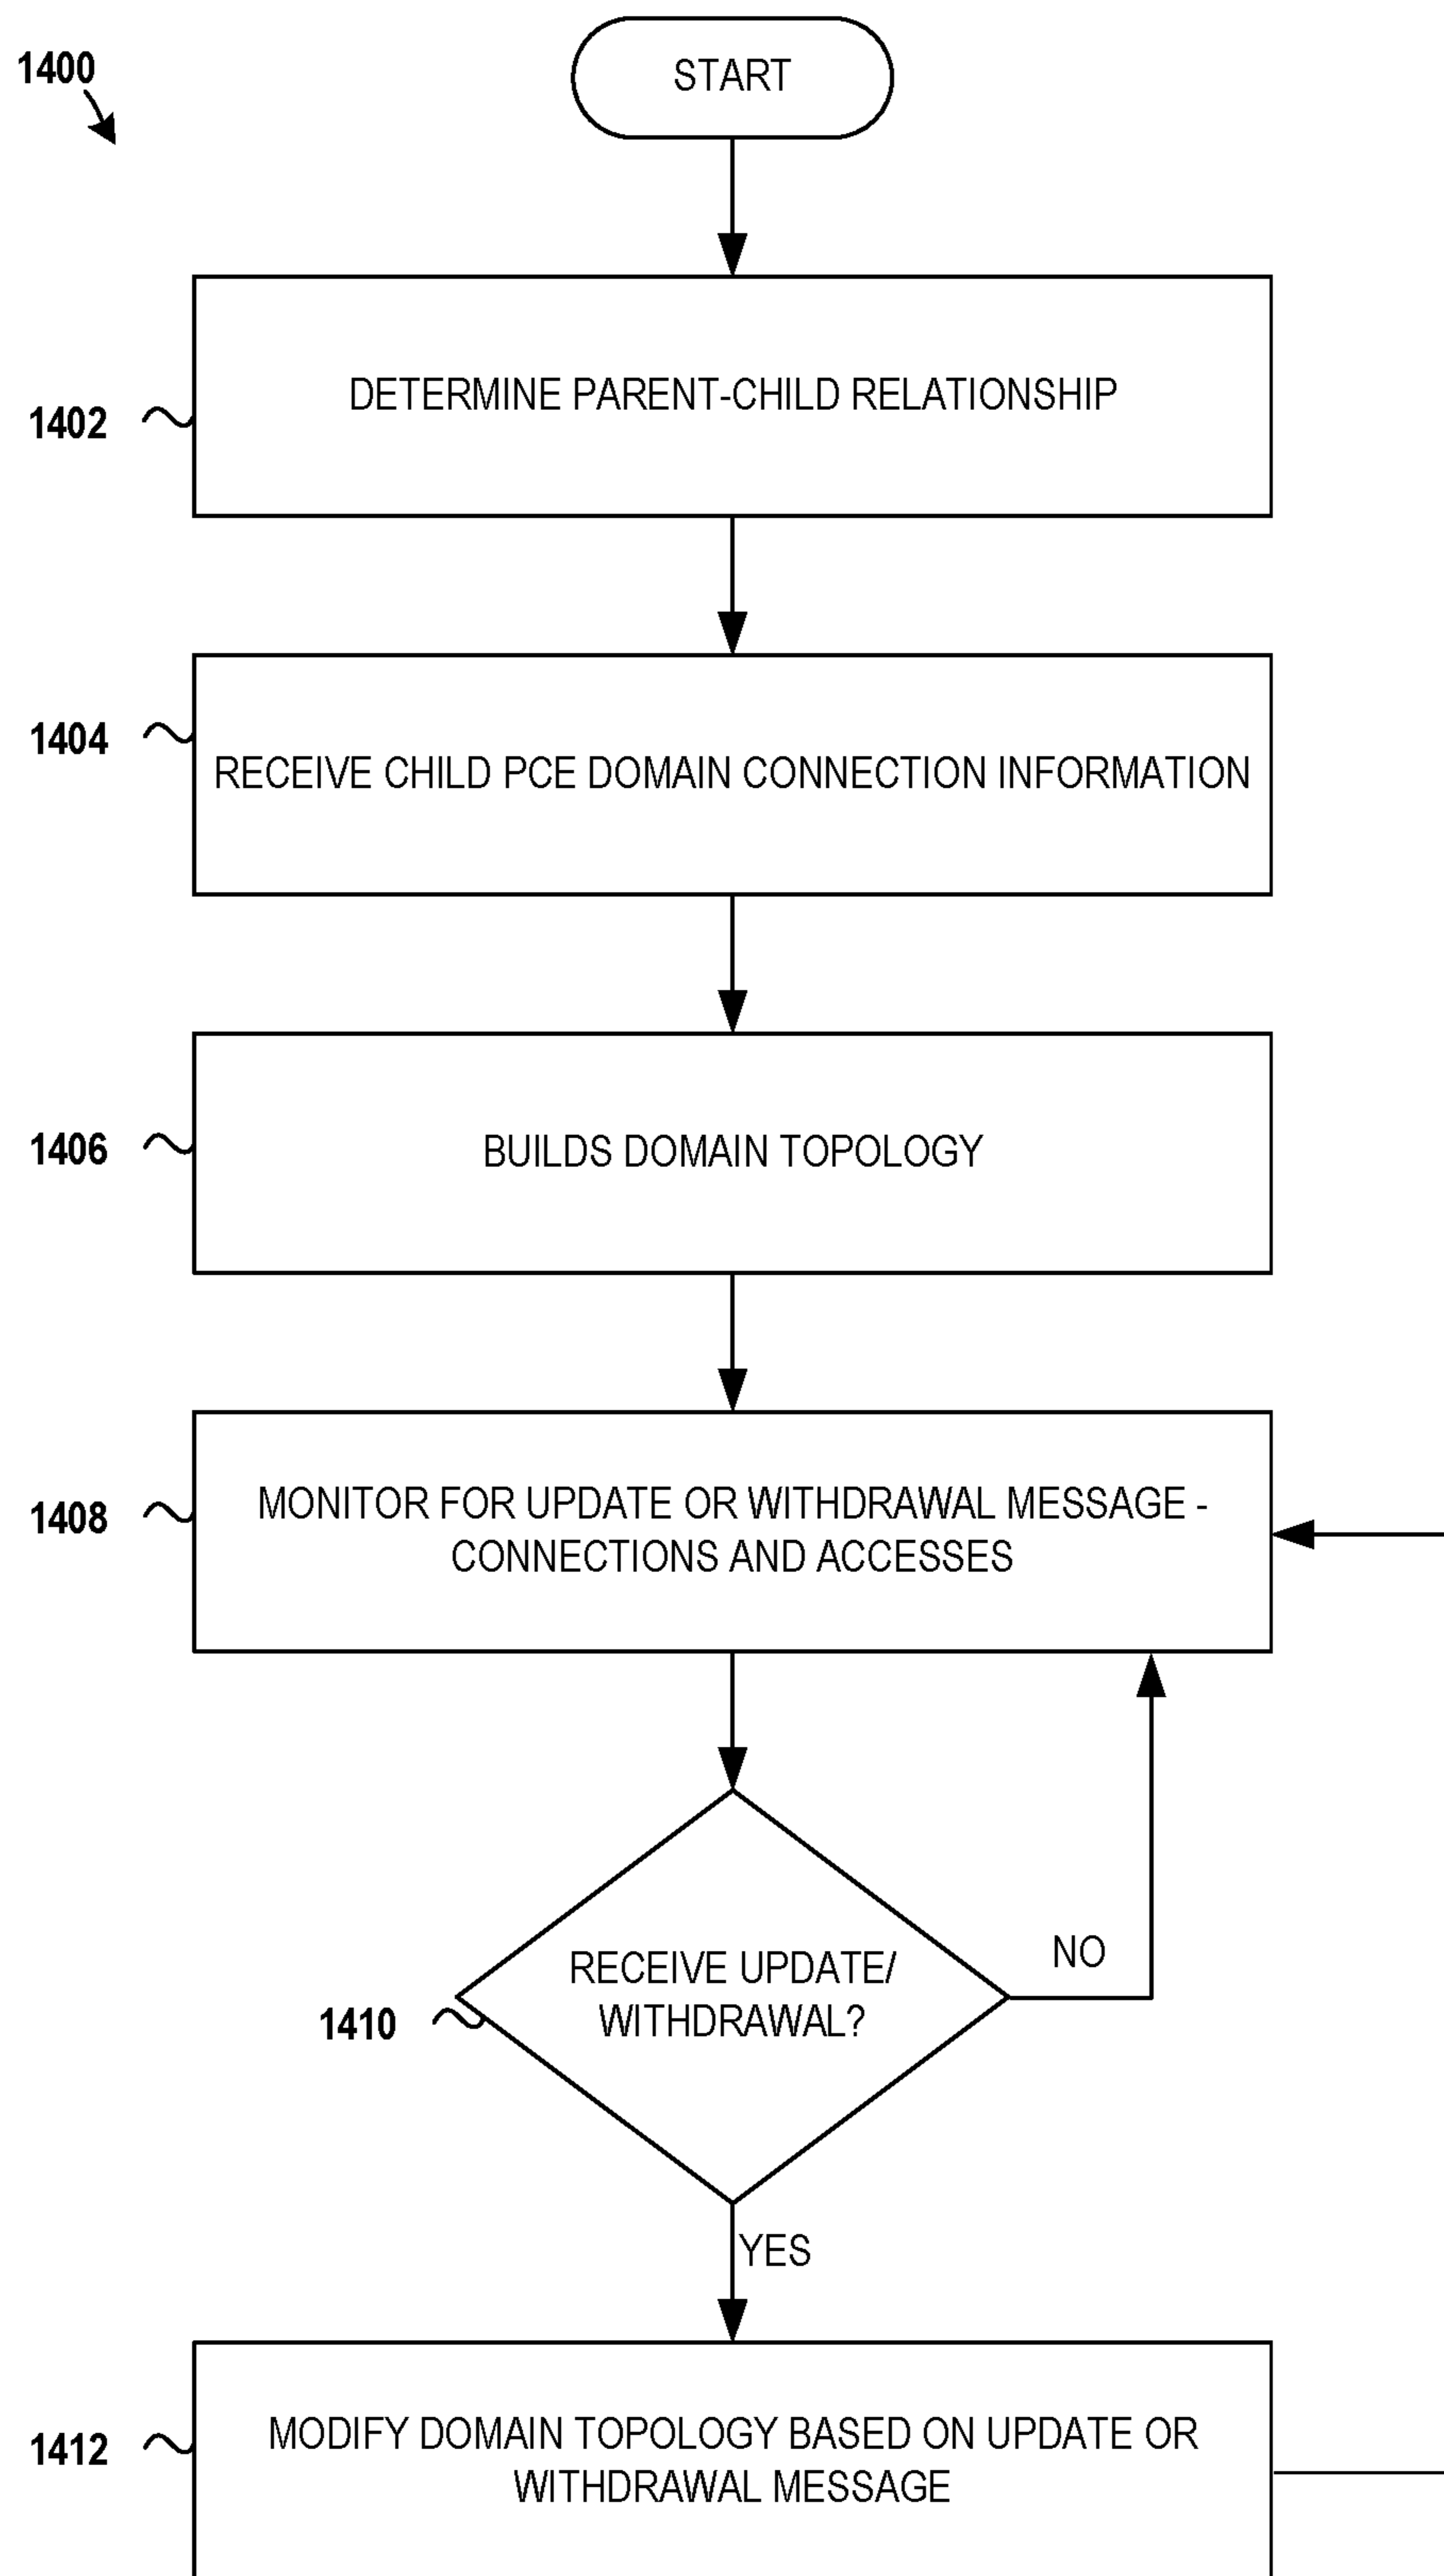 1400
START
DETERMINE PARENT-CHILD RELATIONSHIP
1402
1404
RECEIVE CHILD PCE DOMAIN CONNECTION INFORMATION
1406
BUILDS DOMAIN TOPOLOGY
MONITOR FOR UPDATE OR WITHDRAWAL MESSAGE -
1408
CONNECTIONS AND ACCESSES
RECEIVE UPDATE/
NO
WITHDRAWAL?
1410
YES
MODIFY DOMAIN TOPOLOGY BASED ON UPDATE OR
1412
WITHDRAWAL MESSAGE